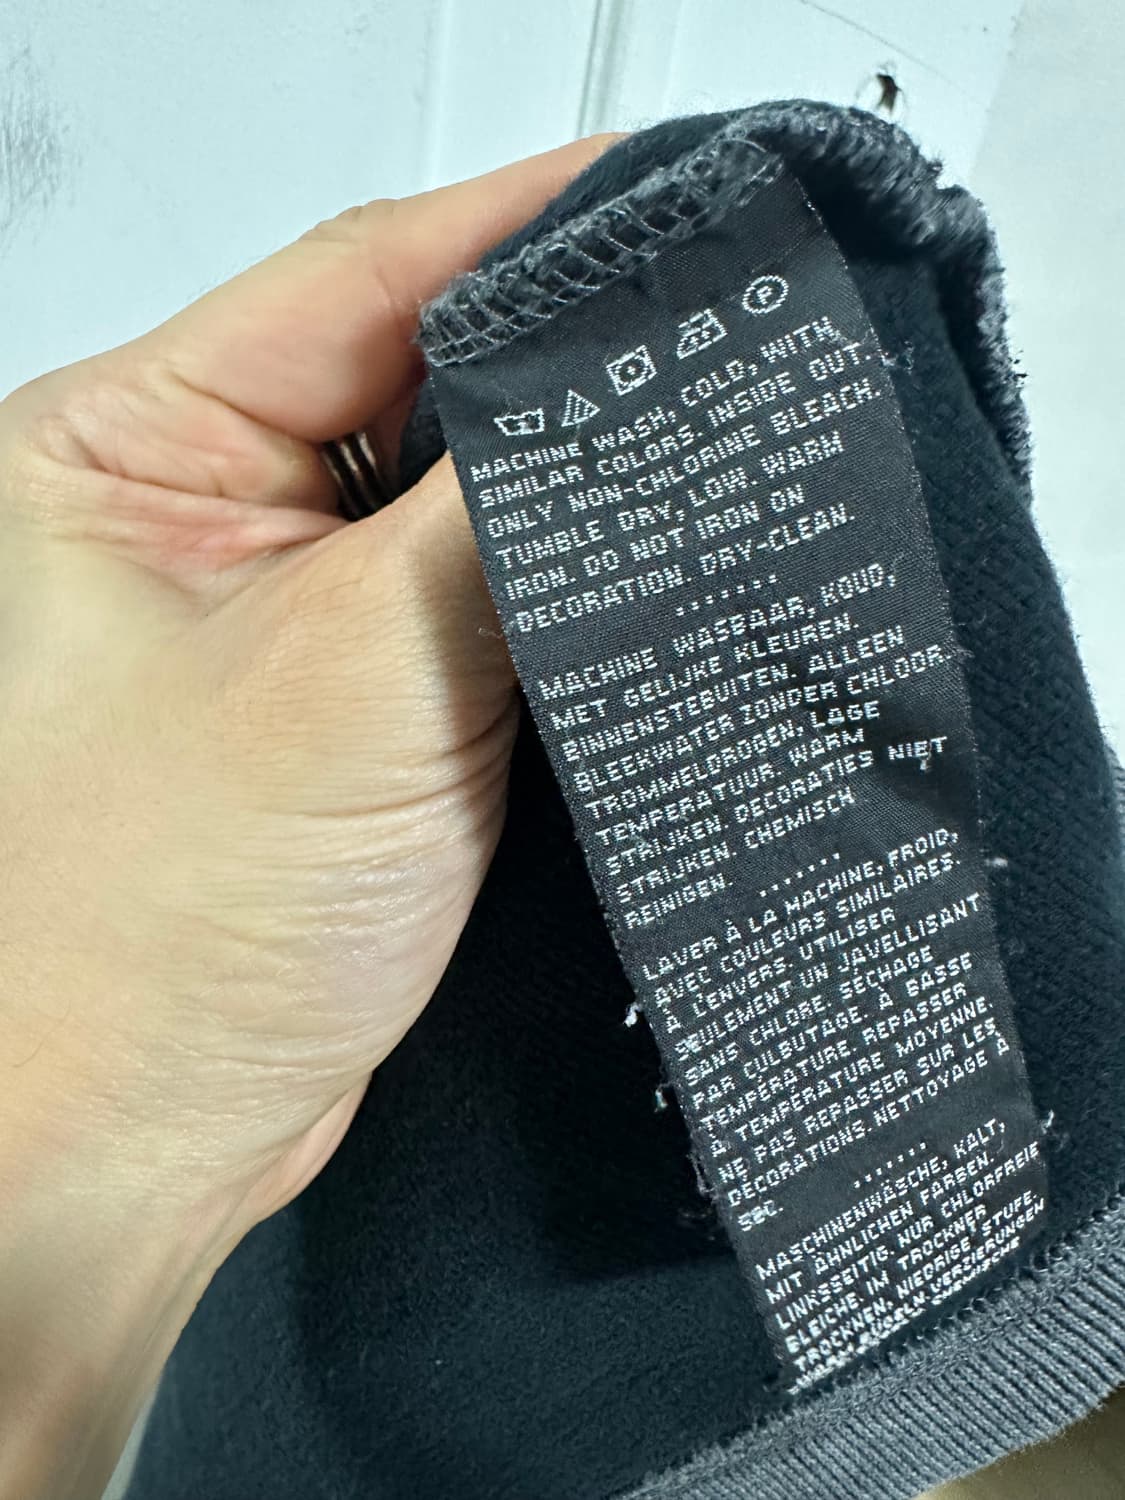 P
MACHINE WASH, COLD, WITH
SIMILAR COLORS. INSIDE OUT.
ONLY NON-CHLORINE BLEACH.
TUMBLE DRY, LOW. WARM
IRON. DO NOT IRON ON
DECORATION. DRY-CLEAN.
.......
MACHINE WASBAAR, KOUD,
MET GELIJKE KLEUREN.
BINNENSTEBUITEN. ALLEEN
BLEEKWATER ZONDER CHLOOR.
TROMMELDROGEN, LAGE
TEMPERATUUR. WARM
STRIJKEN. DECORATIES NIET
STRIJKEN. CHEMISCH
REINIGEN.
.......
LAVER À LA MACHINE, FROID,
AVEC COULEURS SIMILAIRES.
À L'ENVERS. UTILISER
SEULEMENT UN JAVELLISANT
SANS CHLORE. SÉCHAGE
PAR CULBUTAGE, À BASSE
TEMPÉRATURE. REPASSER
À TEMPÉRATURE MOYENNE.
NE PAS REPASSER SUR LES
DÉCORATIONS. NETTOYAGE À
SEC.
.......
MASCHINENWÄSCHE, KALT,
MIT ÄHNLICHEN FARBEN.
LINKSSEITIG. NUR CHLORFREIE
BLEICHE. IM TROCKNER
TROCKNEN, NIEDRIGE STUFE.
VERZIERUNGEN